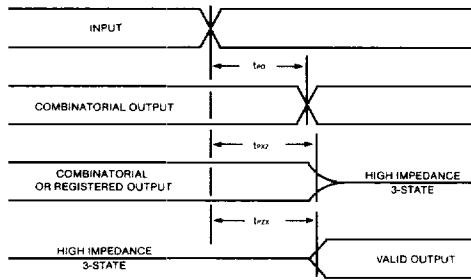 INPUT
tPD
COMBINATORIAL OUTPUT
tPXZ
COMBINATORIAL
OR REGISTERED OUTPUT
HIGH IMPEDANCE
3-STATE
tPZX
HIGH IMPEDANCE
3-STATE
VALID OUTPUT